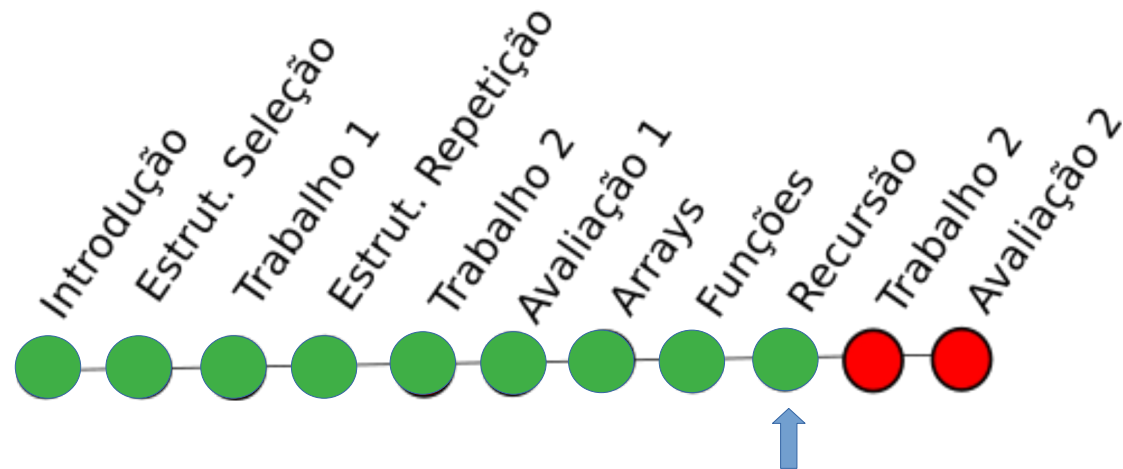 Introdução
Estrut. Seleção
Trabalho 1
Estrut. Repetição
Trabalho 2
Avaliação 1
Arrays
Funções
Recursão
Trabalho 2
Avaliação 2